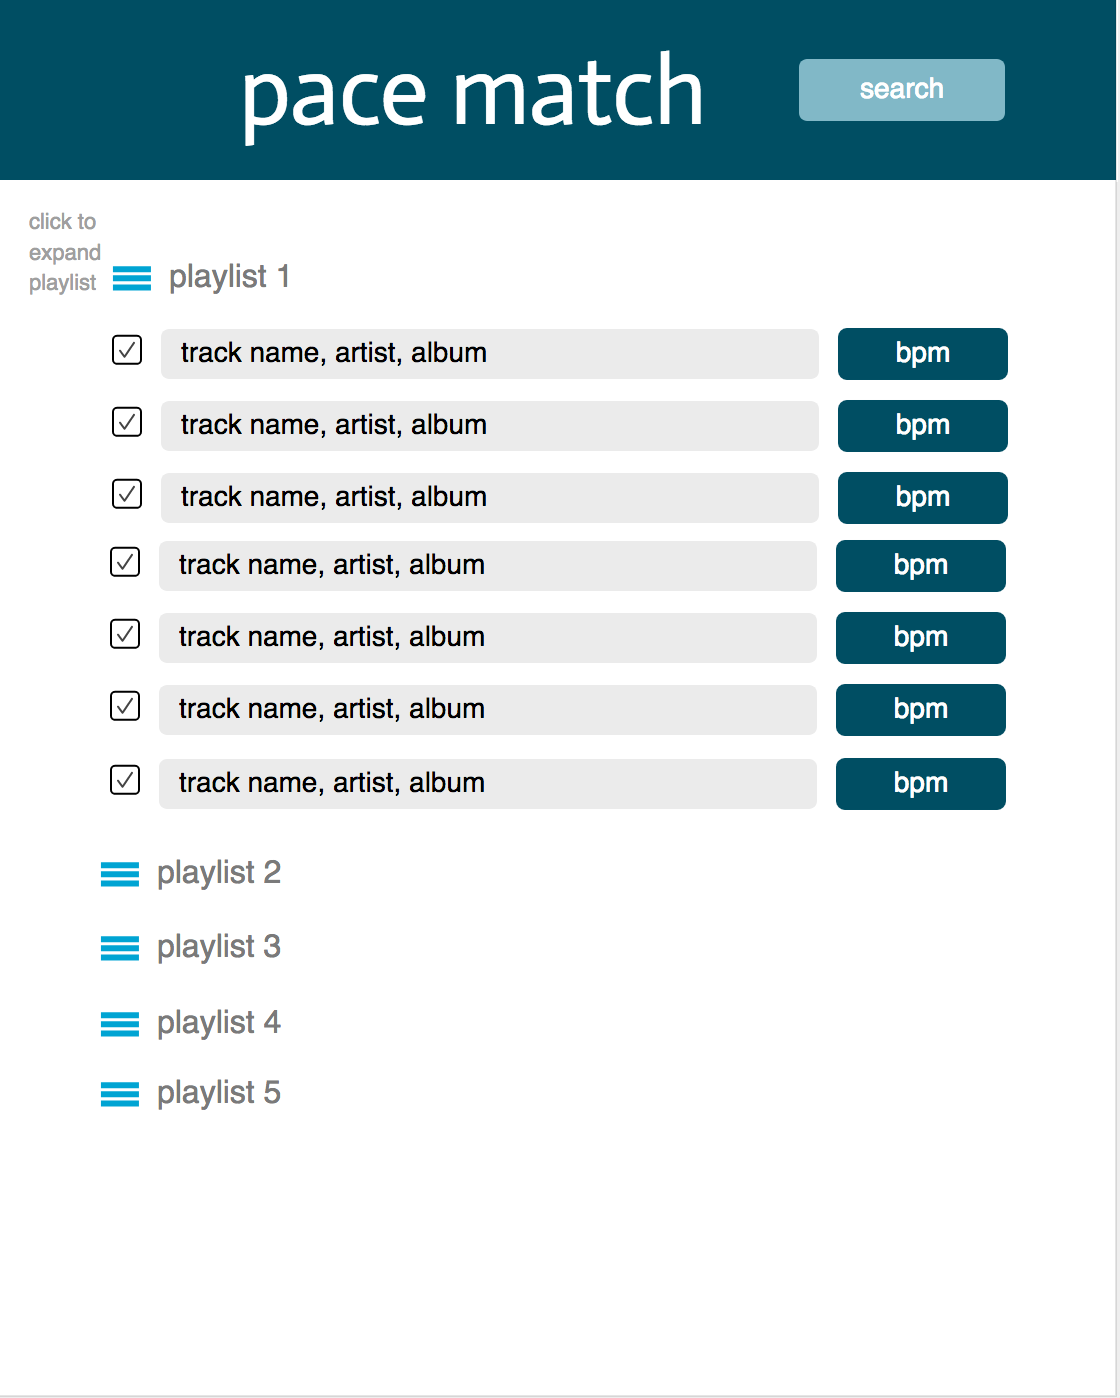 pace match
search
click to
expand
playlist
playlist 1
track name, artist, album
bpm
track name, artist, album
bpm
track name, artist, album
bpm
track name, artist, album
bpm
track name, artist, album
bpm
track name, artist, album
bpm
track name, artist, album
bpm
playlist 2
playlist 3
playlist 4
playlist 5